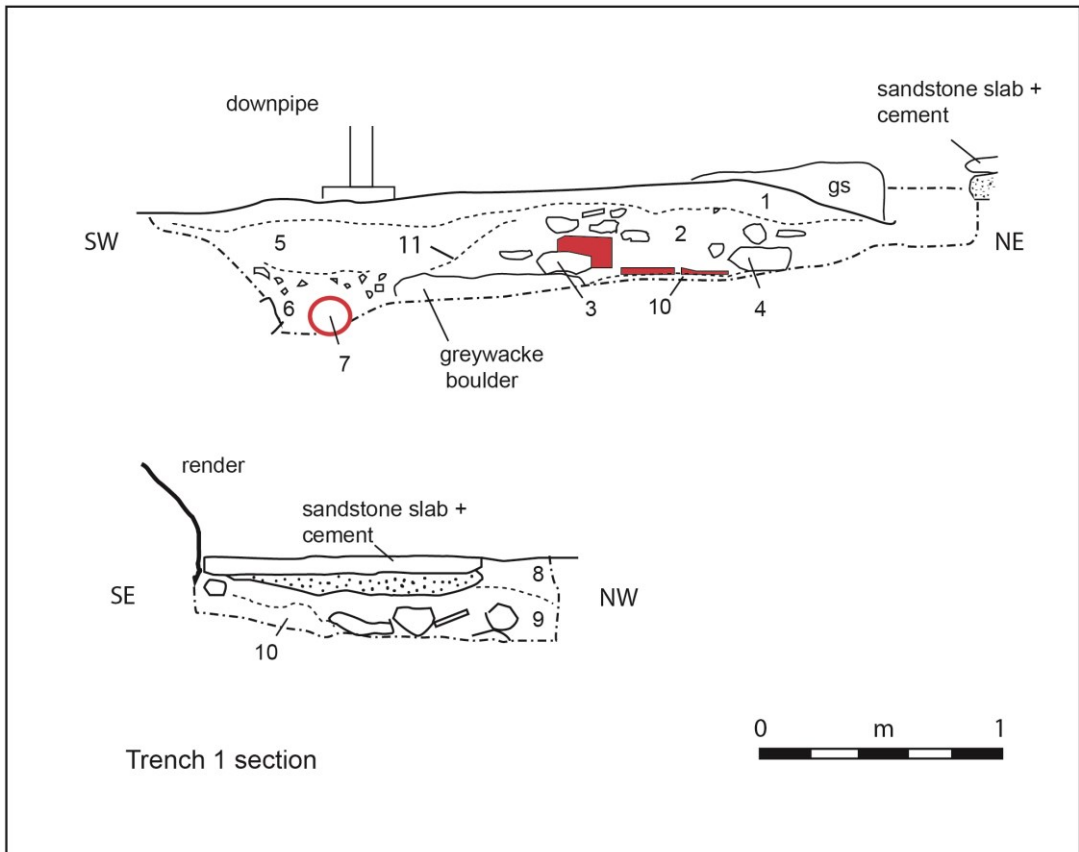 downpipe
sandstone slab +
cement
gs
1
SW
5
11
2
NE
6
3
10
4
7
greywacke
boulder
render
sandstone slab +
cement
8
SE
NW
9
10
0 m 1
Trench 1 section